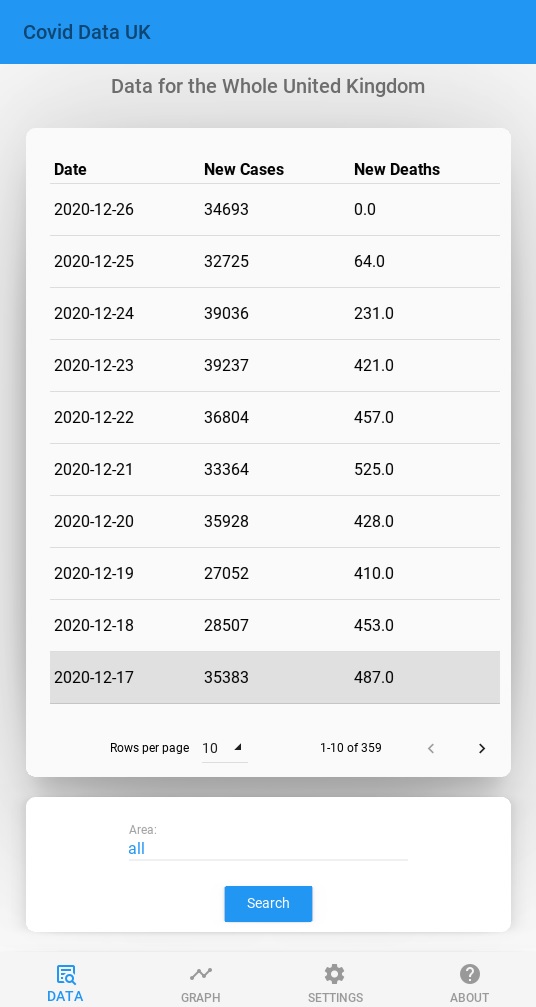 Covid Data UK
Data for the Whole United Kingdom
Date New Cases New Deaths
2020-12-26 34693 0.0
2020-12-25 32725 64.0
2020-12-24 39036 231.0
2020-12-23 39237 421.0
2020-12-22 36804 457.0
2020-12-21 33364 525.0
2020-12-20 35928 428.0
2020-12-19 27052 410.0
2020-12-18 28507 453.0
2020-12-17 35383 487.0
Rows per page 10 1-10 of 359
Area:
all
Search
DATA GRAPH SETTINGS ABOUT